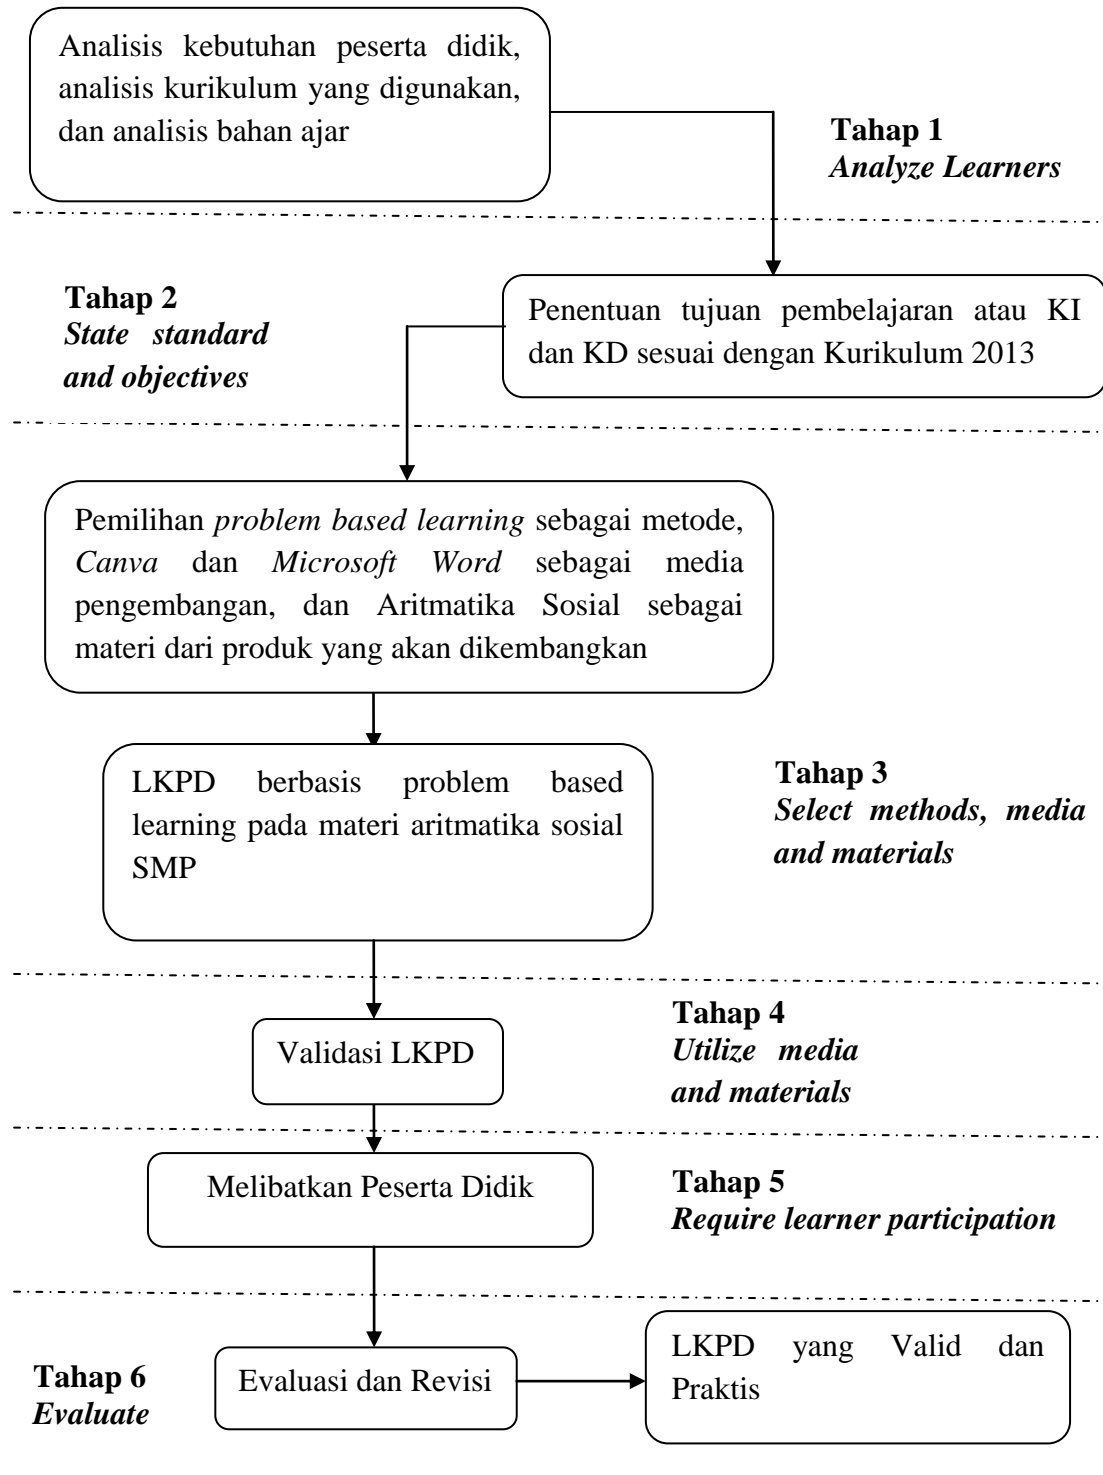 Analisis kebutuhan peserta didik,
analisis kurikulum yang digunakan,
dan analisis bahan ajar
Tahap 1
Analyze Learners
Tahap 2
State standard
and objectives
Penentuan tujuan pembelajaran atau KI
dan KD sesuai dengan Kurikulum 2013
Pemilihan problem based learning sebagai metode,
Canva dan Microsoft Word sebagai media
pengembangan, dan Aritmatika Sosial sebagai
materi dari produk yang akan dikembangkan
LKPD berbasis problem based
learning pada materi aritmatika sosial
SMP
Tahap 3
Select methods, media
and materials
Validasi LKPD
Tahap 4
Utilize media
and materials
Melibatkan Peserta Didik
Tahap 5
Require learner participation
Tahap 6
Evaluate
Evaluasi dan Revisi
LKPD yang Valid dan
Praktis